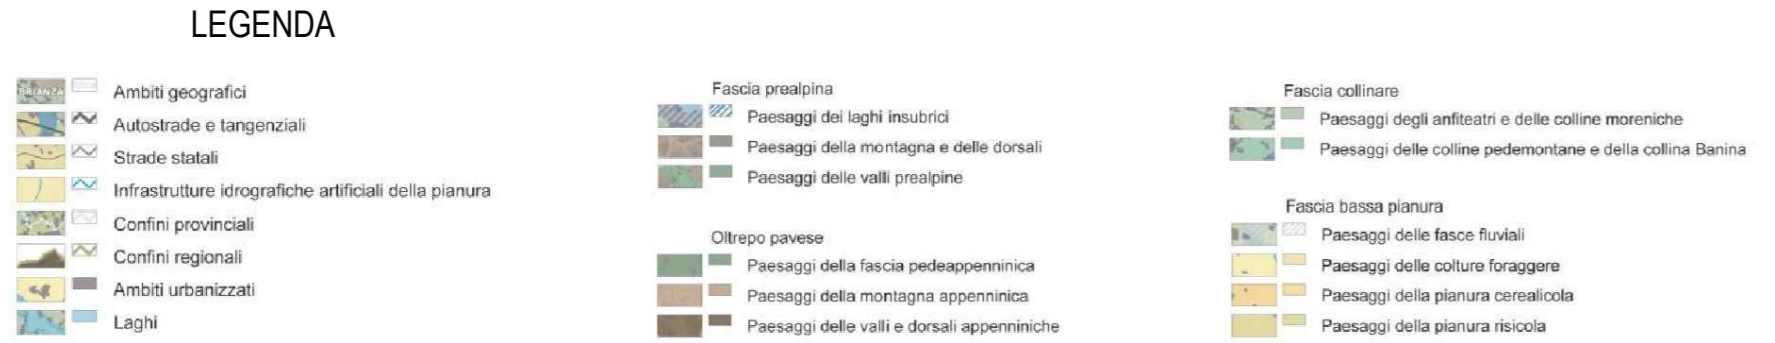 LEGENDA
BRIANZA
Ambiti geografici
Autostrade e tangenziali
Strade statali
Infrastrutture idrografiche artificiali della pianura
Confini provinciali
Confini regionali
Ambiti urbanizzati
Laghi
Fascia prealpina
Paesaggi dei laghi insubrici
Paesaggi della montagna e delle dorsali
Paesaggi delle valli prealpine
Oltrepo pavese
Paesaggi della fascia pedeappenninica
Paesaggi della montagna appenninica
Paesaggi delle valli e dorsali appenniniche
Fascia collinare
Paesaggi degli anfiteatri e delle colline moreniche
Paesaggi delle colline pedemontane e della collina Banina
Fascia bassa pianura
Paesaggi delle fasce fluviali
Paesaggi delle colture foraggere
Paesaggi della pianura cerealicola
Paesaggi della pianura risicola